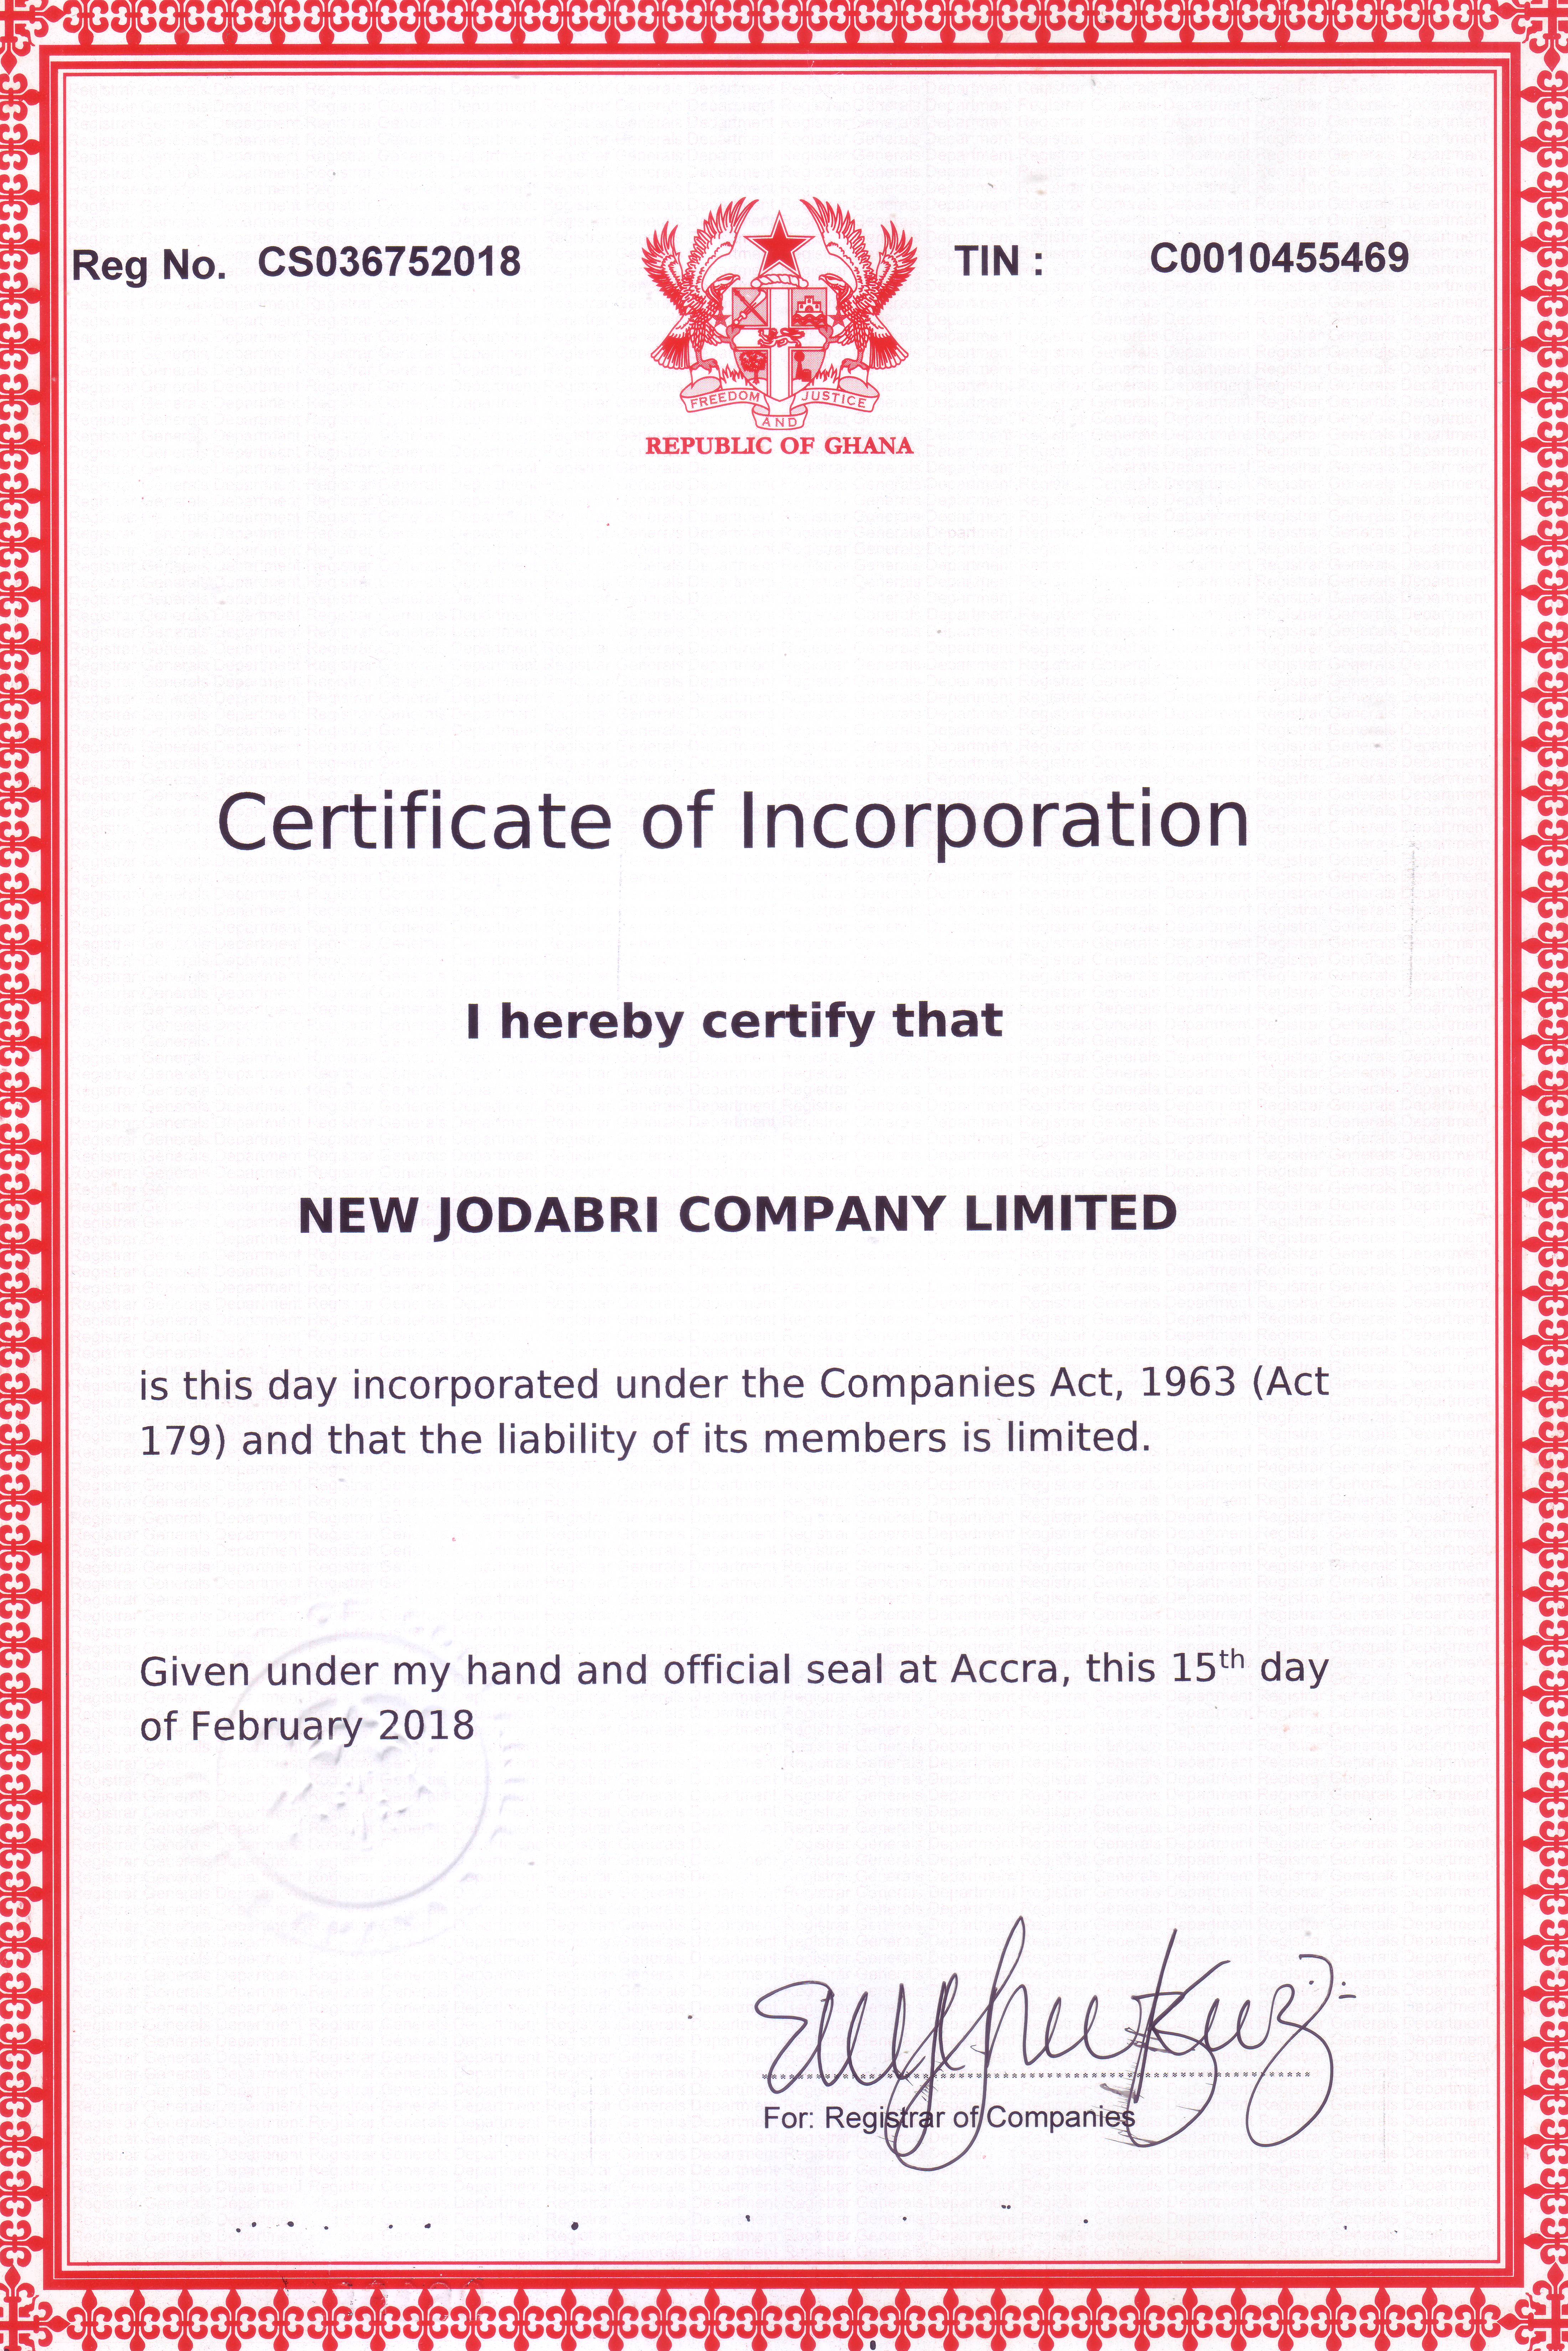 Reg No. CS036752018
TIN : C0010455469
FREEDOM AND JUSTICE
REPUBLIC OF GHANA
Certificate of Incorporation
I hereby certify that
NEW JODABRI COMPANY LIMITED
is this day incorporated under the Companies Act, 1963 (Act
179) and that the liability of its members is limited.
Given under my hand and official seal at Accra, this 15th day
of February 2018
For: Registrar of Companies